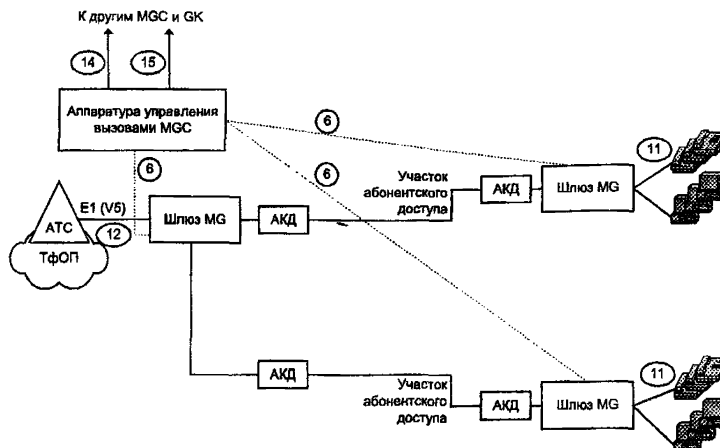 К другим MGC и GK
14
15
Аппаратура управления
вызовами MGC
6
6
6
11
Участок
абонентского
доступа
АКД
Шлюз MG
E1 (V5)
12
АТС
ТфОП
Шлюз MG
АКД
АКД
Участок
абонентского
доступа
АКД
Шлюз MG
11